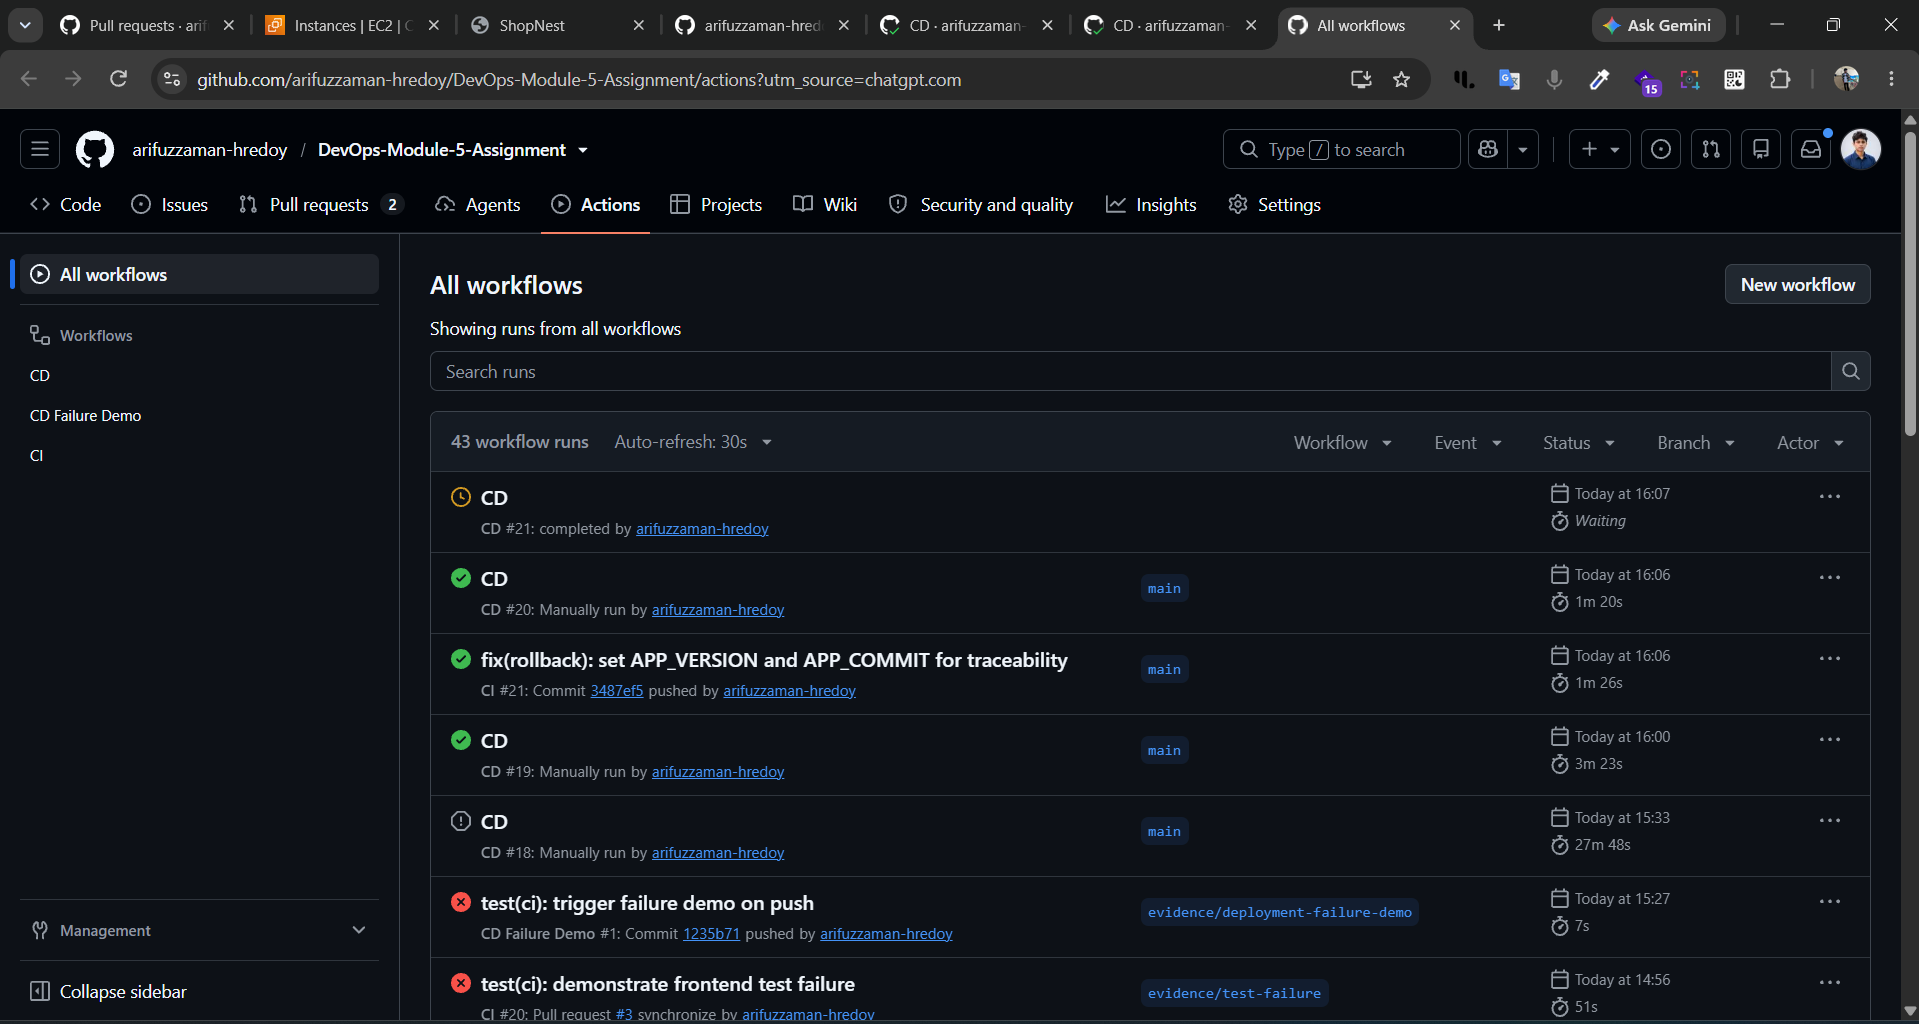 Pull requests · arif
Instances | EC2 | C
ShopNest
arifuzzaman-hred
CD · arifuzzaman-
CD · arifuzzaman-
All workflows
Ask Gemini
github.com/arifuzzaman-hredoy/DevOps-Module-5-Assignment/actions?utm_source=chatgpt.com
15
arifuzzaman-hredoy / DevOps-Module-5-Assignment
Type / to search
Code
Issues
Pull requests 2
Agents
Actions
Projects
Wiki
Security and quality
Insights
Settings
All workflows
Workflows
CD
CD Failure Demo
CI
Management
Collapse sidebar
All workflows
New workflow
Showing runs from all workflows
Search runs
43 workflow runs
Auto-refresh: 30s
Workflow
Event
Status
Branch
Actor
CD
CD #21: completed by arifuzzaman-hredoy
Today at 16:07
Waiting
CD
CD #20: Manually run by arifuzzaman-hredoy
main
Today at 16:06
1m 20s
fix(rollback): set APP_VERSION and APP_COMMIT for traceability
CI #21: Commit 3487ef5 pushed by arifuzzaman-hredoy
main
Today at 16:06
1m 26s
CD
CD #19: Manually run by arifuzzaman-hredoy
main
Today at 16:00
3m 23s
CD
CD #18: Manually run by arifuzzaman-hredoy
main
Today at 15:33
27m 48s
test(ci): trigger failure demo on push
CD Failure Demo #1: Commit 1235b71 pushed by arifuzzaman-hredoy
evidence/deployment-failure-demo
Today at 15:27
7s
test(ci): demonstrate frontend test failure
CI #20: Pull request #3 synchronize by arifuzzaman-hredoy
evidence/test-failure
Today at 14:56
51s